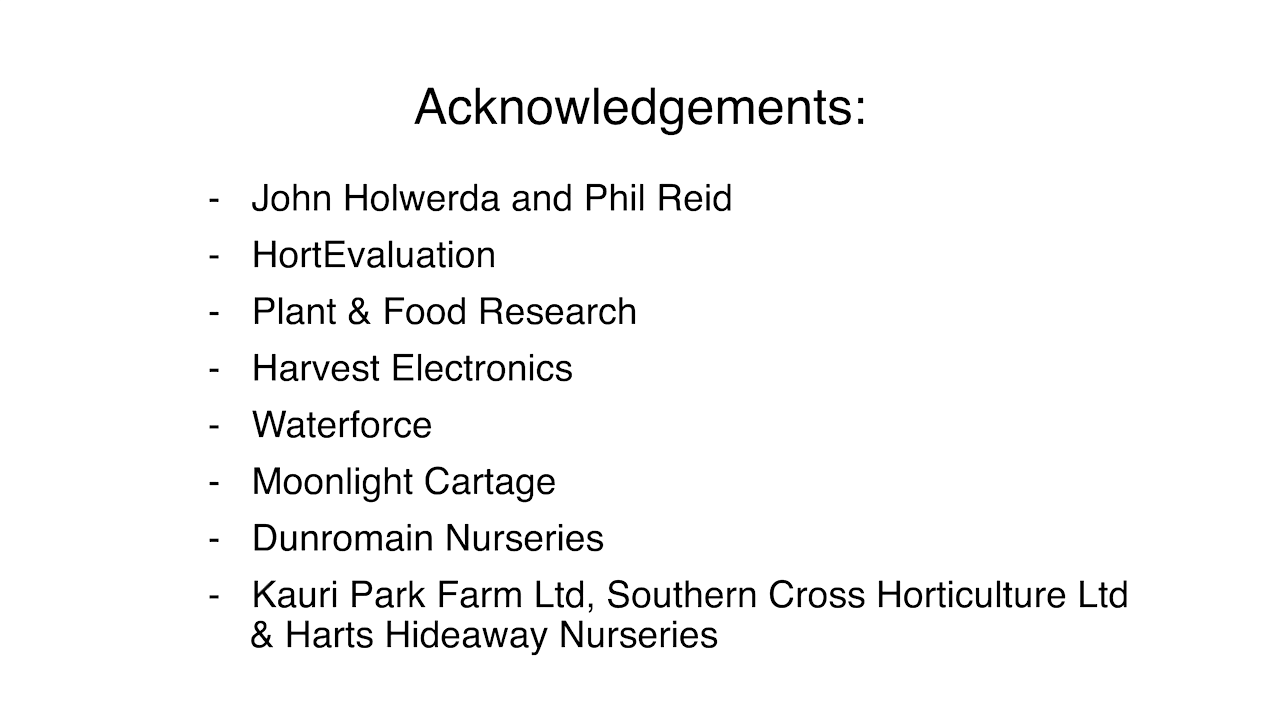 Acknowledgements:
- John Holwerda and Phil Reid
- HortEvaluation
- Plant & Food Research
- Harvest Electronics
- Waterforce
- Moonlight Cartage
- Dunromain Nurseries
- Kauri Park Farm Ltd, Southern Cross Horticulture Ltd
& Harts Hideaway Nurseries